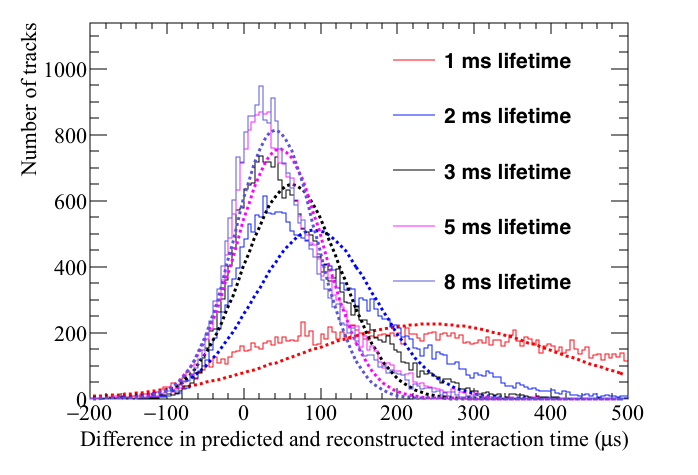 Number of tracks
1000
800
600
400
200
0
−200
−100
0
100
200
300
400
500
Difference in predicted and reconstructed interaction time (μs)
1 ms lifetime
2 ms lifetime
3 ms lifetime
5 ms lifetime
8 ms lifetime